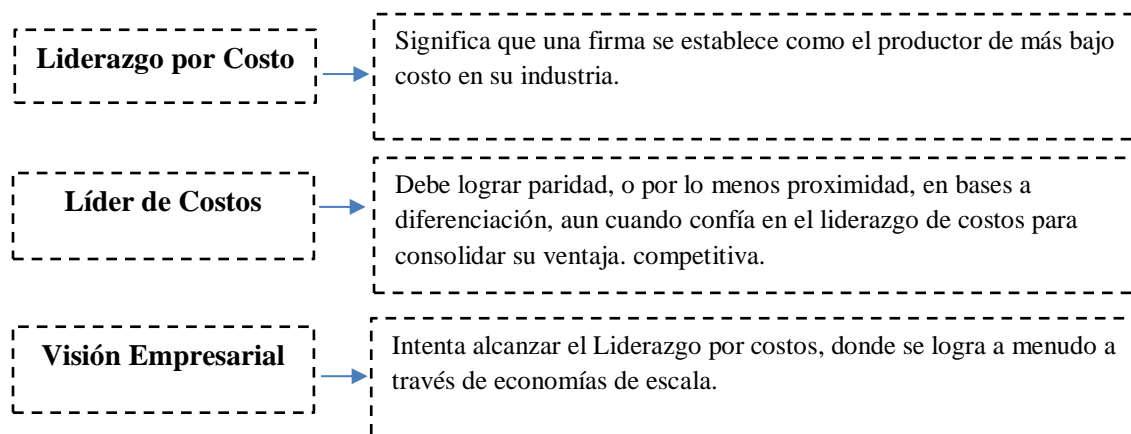 Liderazgo por Costo
Significa que una firma se establece como el productor de más bajo
costo en su industria.
Líder de Costos
Debe lograr paridad, o por lo menos proximidad, en bases a
diferenciación, aun cuando confía en el liderazgo de costos para
consolidar su ventaja. competitiva.
Visión Empresarial
Intenta alcanzar el Liderazgo por costos, donde se logra a menudo a
través de economías de escala.